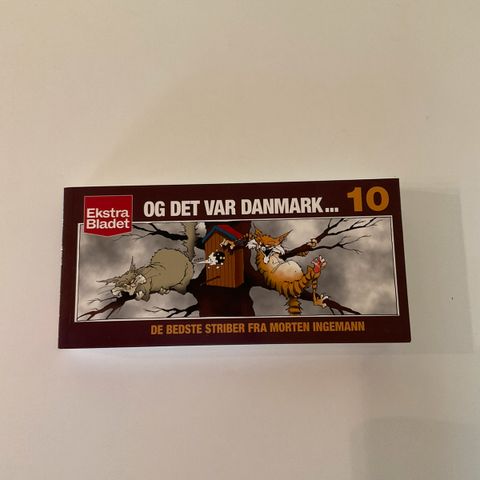 Ekstra
Bladet
OG DET VAR DANMARK... 10
DE BEDSTE STRIBER FRA MORTEN INGEMANN